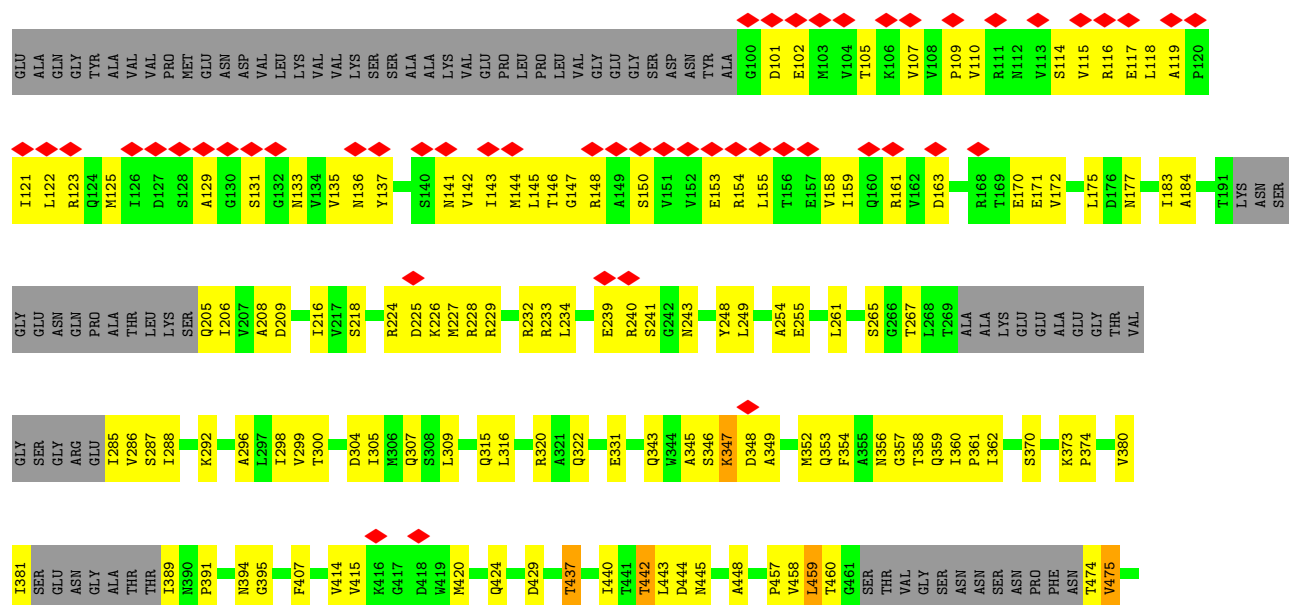 GLU ALA GLN GLY TYR ALA VAL VAL PRO MET GLU ASN ASP VAL LEU LYS VAL VAL LYS SER SER ALA ALA LYS VAL GLU PRO LEU PRO LEU VAL GLY GLU GLY SER ASP ASN TYR ALA G100 D101 E102 M103 V104 T105 K106 V107 V108 P109 V110 R111 N112 V113 S114 V115 R116 E117 L118 A119 P120
I121 L122 R123 Q124 M125 I126 D127 S128 A129 G130 S131 G132 N133 V134 V135 N136 Y137 S140 N141 V142 I143 M144 L145 T146 G147 R148 A149 S150 V151 V152 E153 R154 L155 T156 E157 V158 I159 Q160 R161 V162 D163 R168 T169 E170 E171 V172 L175 D176 N177 I183 A184 T191 LYS ASN SER
GLY GLU ASN GLN PRO ALA THR LEU LYS SER Q205 I206 V207 A208 D209 I216 V217 S218 R224 D225 K226 M227 R228 R229 R232 R233 L234 E239 R240 S241 G242 N243 Y248 L249 A254 E255 L261 S265 G266 T267 L268 T269 ALA ALA LYS GLU GLU ALA GLU GLY THR VAL
GLY SER GLY ARG GLU I285 V286 S287 I288 K292 A296 L297 I298 V299 T300 D304 I305 M306 Q307 S308 L309 Q315 L316 R320 A321 Q322 E331 Q343 W344 A345 S346 K347 D348 A349 M352 Q353 F354 A355 N356 G357 T358 Q359 I360 P361 I362 S370 K373 P374 V380
I381 SER GLU ASN GLY ALA THR THR I389 N390 P391 N394 G395 F407 V414 V415 K416 G417 D418 W419 M420 Q424 D429 T437 I440 T441 T442 L443 D444 N445 A448 P457 V458 L459 T460 G461 SER THR VAL GLY SER ASN ASN SER ASN PRO PHE ASN T474 V475